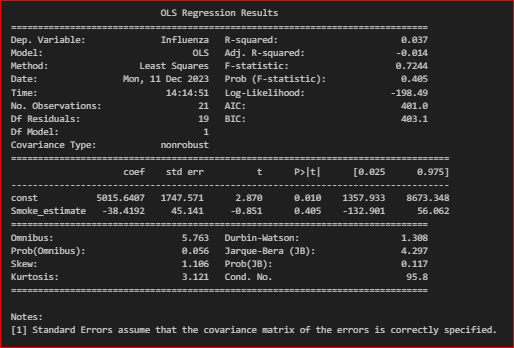 OLS Regression Results
==============================================================================
Dep. Variable:              Influenza   R-squared:                       0.037
Model:                            OLS   Adj. R-squared:                 -0.014
Method:                 Least Squares   F-statistic:                    0.7244
Date:                Mon, 11 Dec 2023   Prob (F-statistic):              0.405
Time:                        14:14:51   Log-Likelihood:                -198.49
No. Observations:                  21   AIC:                             401.0
Df Residuals:                      19   BIC:                             403.1
Df Model:                           1
Covariance Type:            nonrobust
==================================================================================
                     coef    std err          t      P>|t|      [0.025      0.975]
----------------------------------------------------------------------------------
const           5015.6407   1747.571      2.870      0.010    1357.933    8673.348
Smoke_estimate   -38.4192     45.141     -0.851      0.405    -132.901      56.062
==============================================================================
Omnibus:                        5.763   Durbin-Watson:                   1.308
Prob(Omnibus):                  0.056   Jarque-Bera (JB):                4.297
Skew:                           1.106   Prob(JB):                        0.117
Kurtosis:                       3.121   Cond. No.                         95.8
==============================================================================
Notes:
[1] Standard Errors assume that the covariance matrix of the errors is correctly specified.